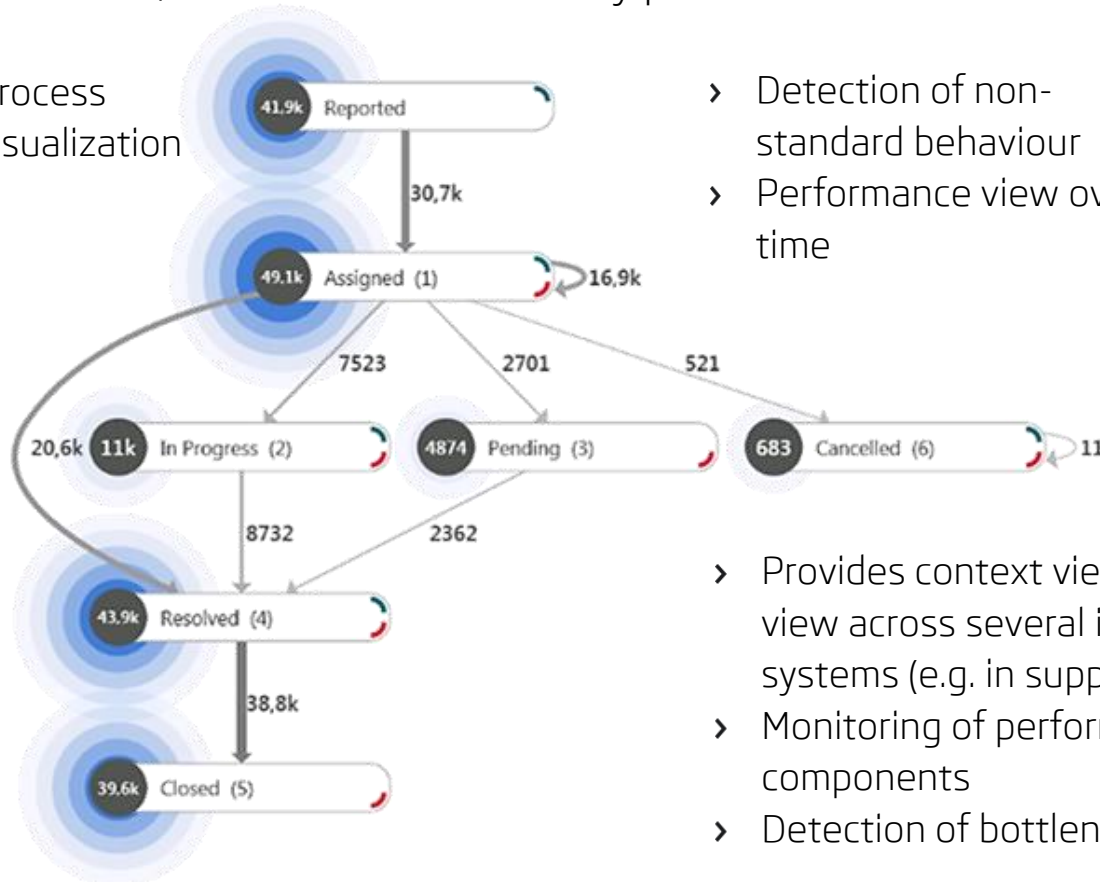 rocess
sualization
41.9k Reported
30,7k
49.1k Assigned (1)
16,9k
7523
2701
521
20,6k
11k In Progress (2)
4874 Pending (3)
683 Cancelled (6)
11
8732
2362
43.9k Resolved (4)
38,8k
39.6k Closed (5)
› Detection of non-
standard behaviour
› Performance view ov
time
› Provides context vie
view across several i
systems (e.g. in supp
› Monitoring of perfor
components
› Detection of bottlen